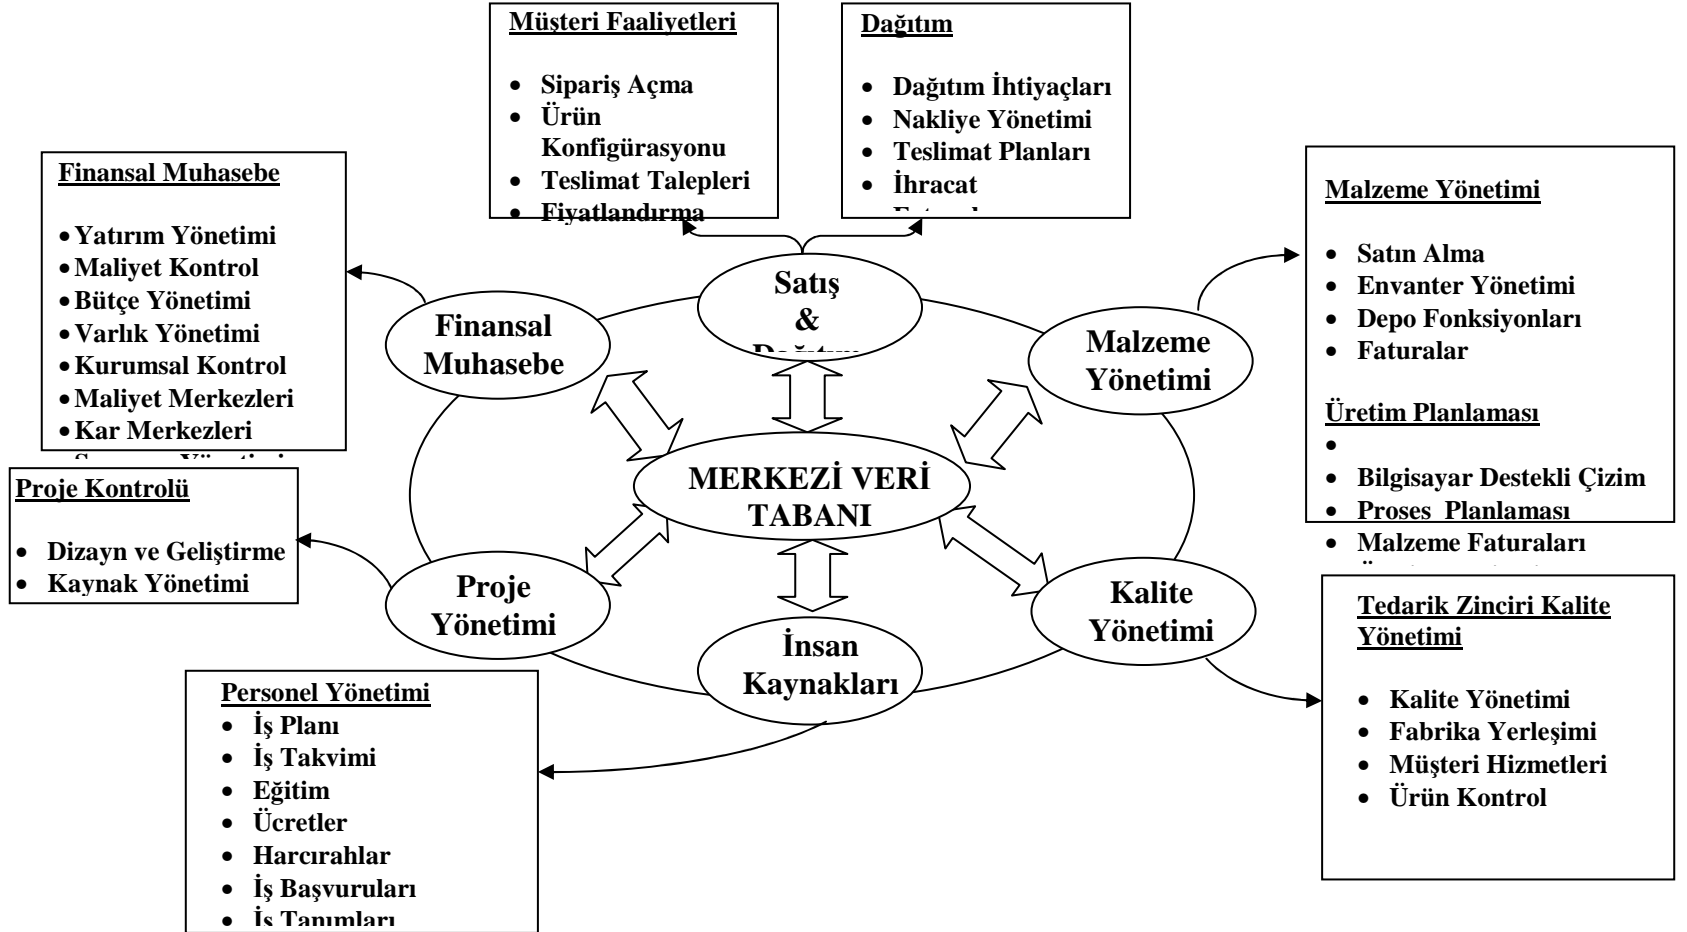 Müşteri Faaliyetleri
• Sipariş Açma
• Ürün
Konfigürasyonu
• Teslimat Talepleri
• Fiyatlandırma
Dağıtım
• Dağıtım İhtiyaçları
• Nakliye Yönetimi
• Teslimat Planları
• İhracat
Finansal Muhasebe
• Yatırım Yönetimi
• Maliyet Kontrol
• Bütçe Yönetimi
• Varlık Yönetimi
• Kurumsal Kontrol
• Maliyet Merkezleri
• Kar Merkezleri
Malzeme Yönetimi
• Satın Alma
• Envanter Yönetimi
• Depo Fonksiyonları
• Faturalar
Üretim Planlaması
•
• Bilgisayar Destekli Çizim
• Proses Planlaması
• Malzeme Faturaları
Satış
&
Finansal
Muhasebe
Malzeme
Yönetimi
MERKEZİ VERİ
TABANI
Proje Kontrolü
• Dizayn ve Geliştirme
• Kaynak Yönetimi
Proje
Yönetimi
Kalite
Yönetimi
İnsan
Kaynakları
Tedarik Zinciri Kalite
Yönetimi
• Kalite Yönetimi
• Fabrika Yerleşimi
• Müşteri Hizmetleri
• Ürün Kontrol
Personel Yönetimi
• İş Planı
• İş Takvimi
• Eğitim
• Ücretler
• Harcırahlar
• İş Başvuruları
• İş Tanımları